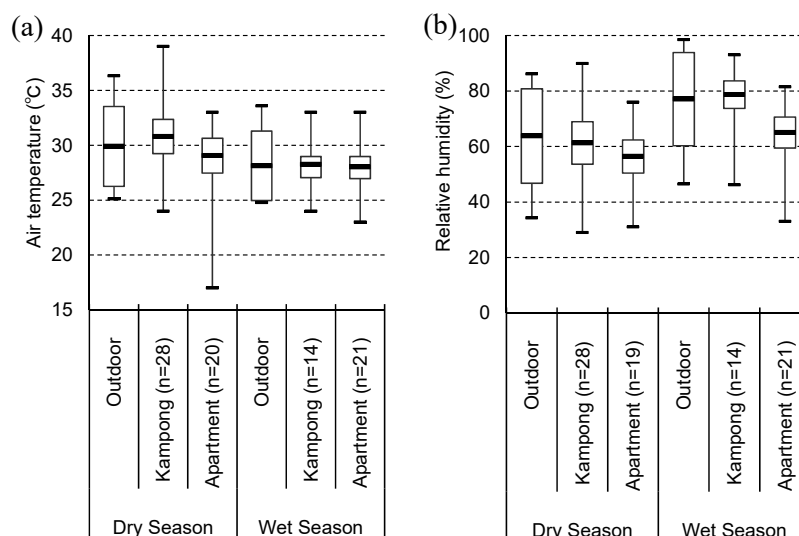 (a)
Air temperature (°C)
40
35
30
25
20
15
Outdoor
Kampong (n=28)
Apartment (n=20)
Outdoor
Kampong (n=14)
Apartment (n=21)
Dry Season
Wet Season
(b)
Relative humidity (%)
100
80
60
40
20
0
Outdoor
Kampong (n=28)
Apartment (n=19)
Outdoor
Kampong (n=14)
Apartment (n=21)
Dry Season
Wet Season